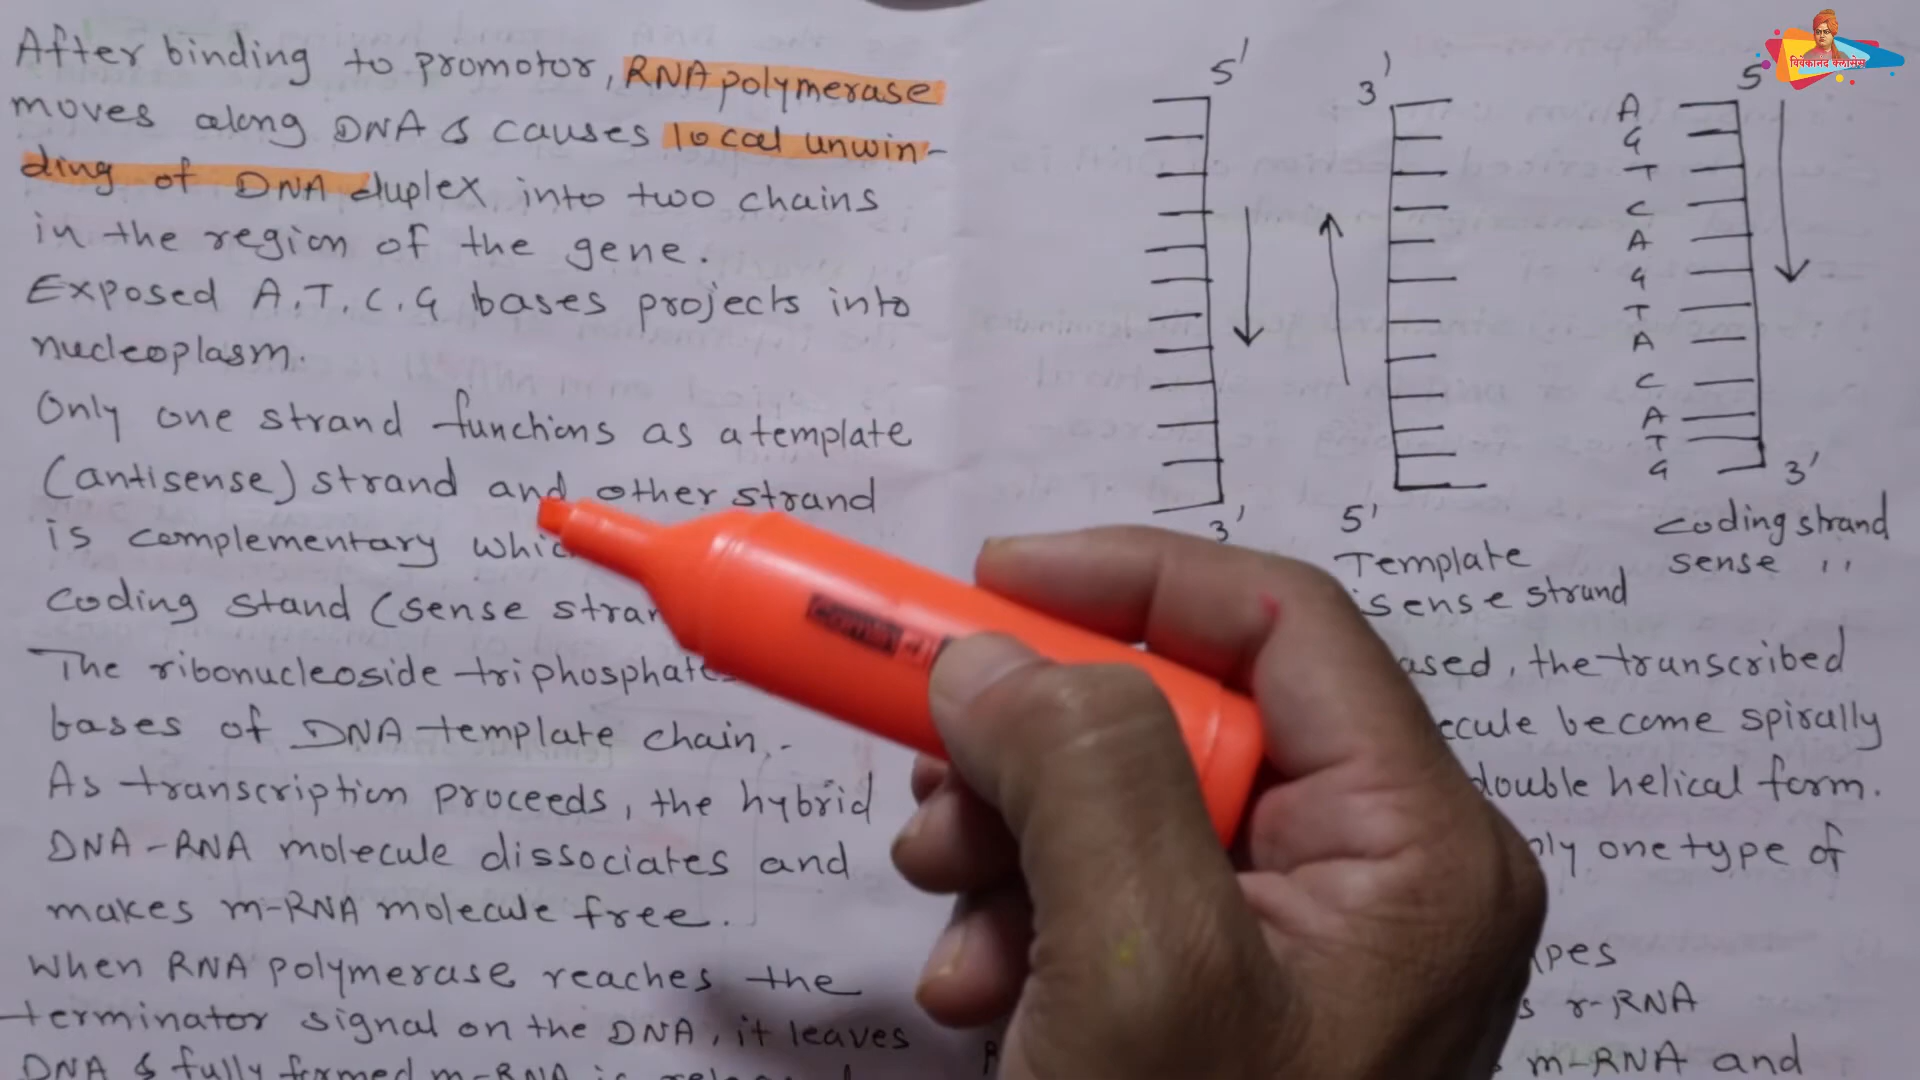 After binding to promotor, RNA polymerase
moves along DNA & causes local unwin-
ding of DNA duplex into two chains
in the region of the gene.
Exposed A.T.C.G bases projects into
nucleoplasm.
Only one strand functions as a template
(antisense) strand and other strand
is complementary
coding stand (sense
The ribonucleoside
bases of DNA template chain.-
As transcription proceeds, the hybrid
DNA-RNA molecule dissociates and
makes m-RNA molecule free.
When RNA polymerase reaches the
terminator signal on the DNA, it leaves
DNA & fully formed m-RNA is
5'
3'
3'
5'
Template
sense strand
A
G
T
C
A
G
T
A
C
A
T
G
5'
3'
coding strand
sense ,,
the transcribed
become spirally
double helical form.
one type of
r-RNA
m-RNA and
विवेकानंद क्लासेस